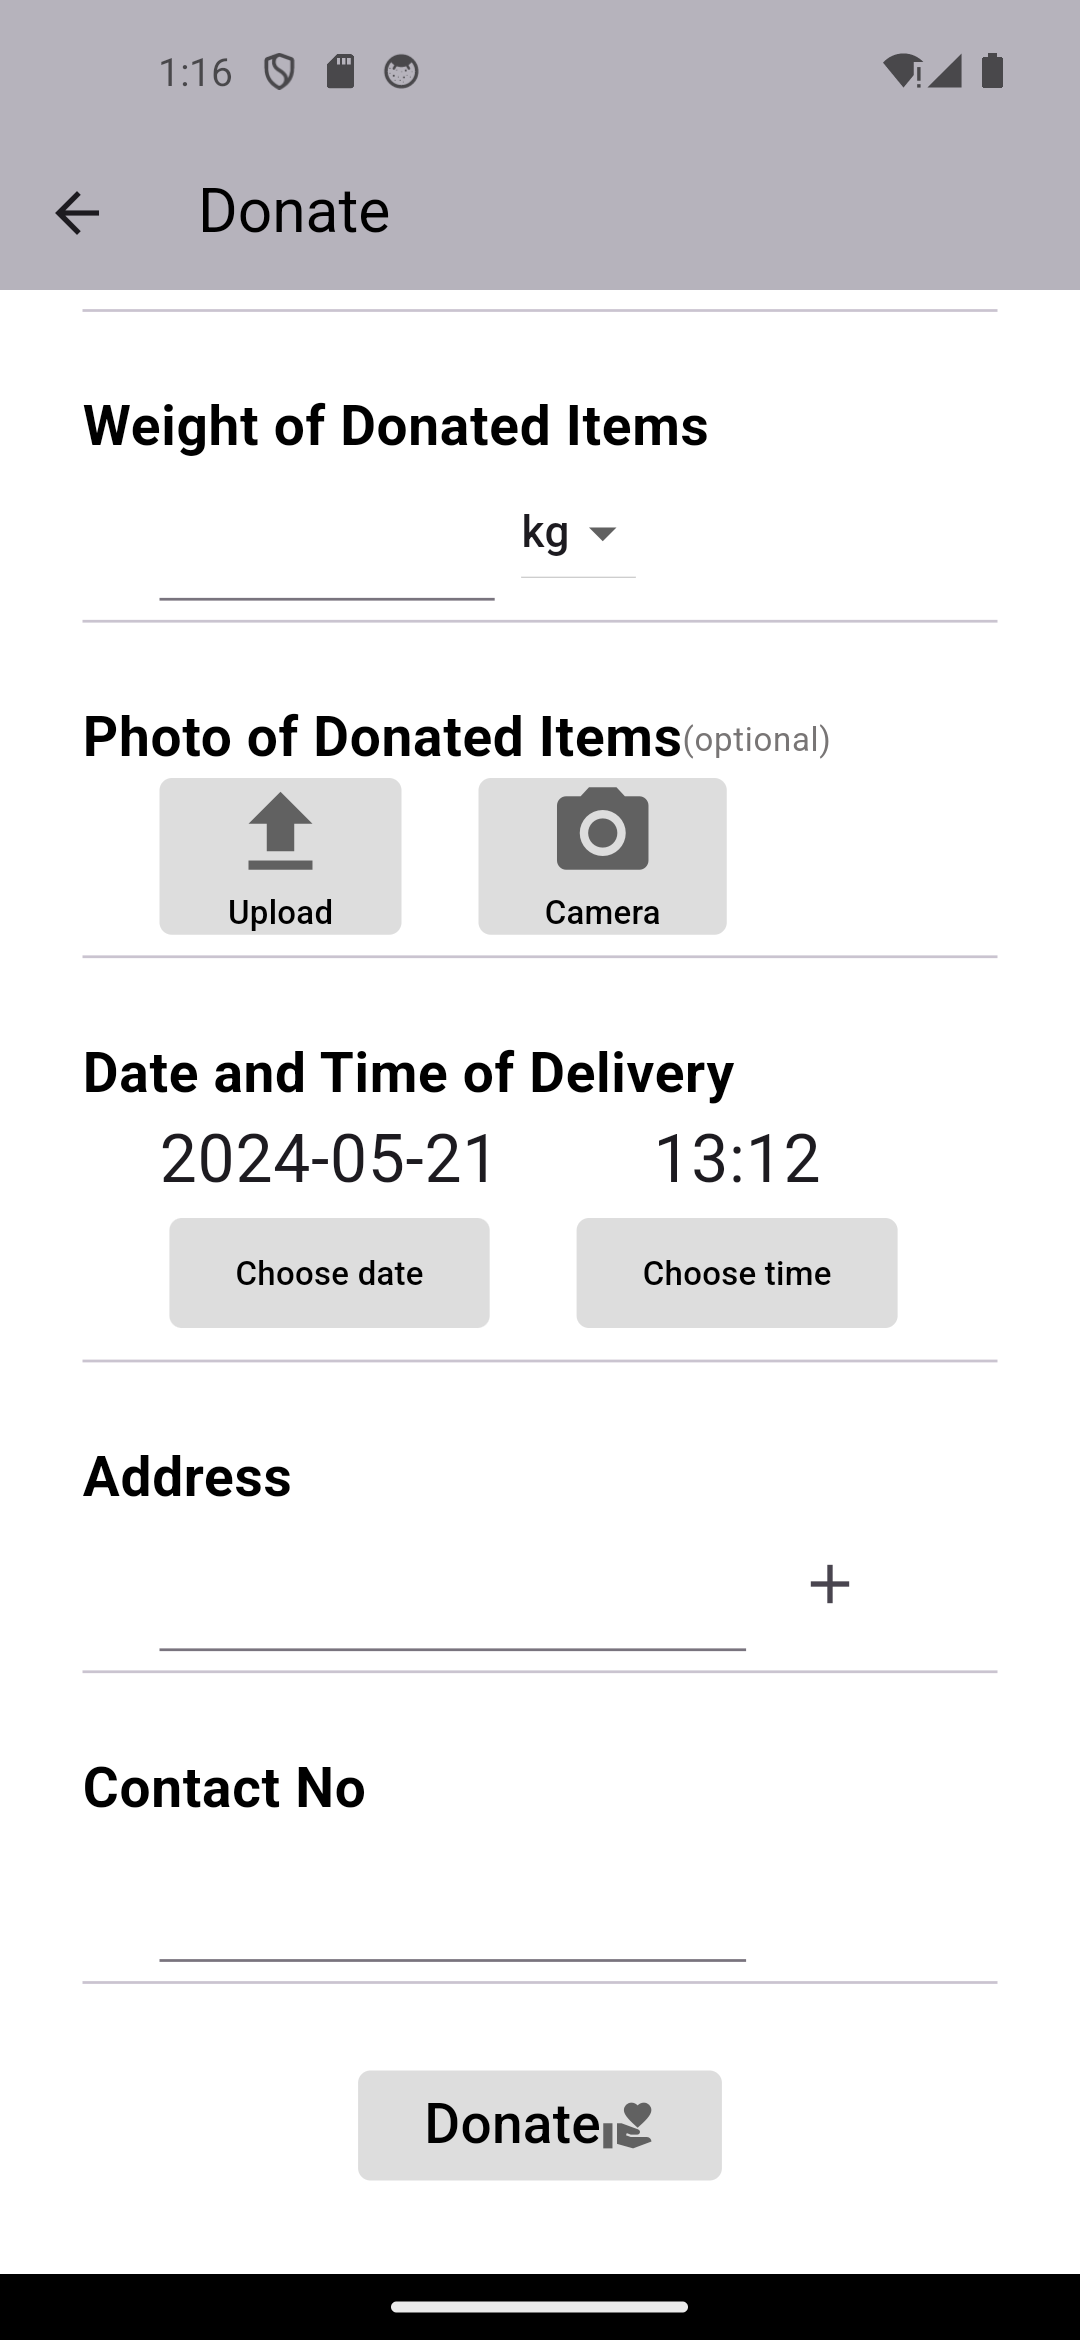 1:16
Donate
Weight of Donated Items
kg
Photo of Donated Items(optional)
Upload Camera
Date and Time of Delivery
2024-05-21 13:12
Choose date Choose time
Address
Contact No
Donate